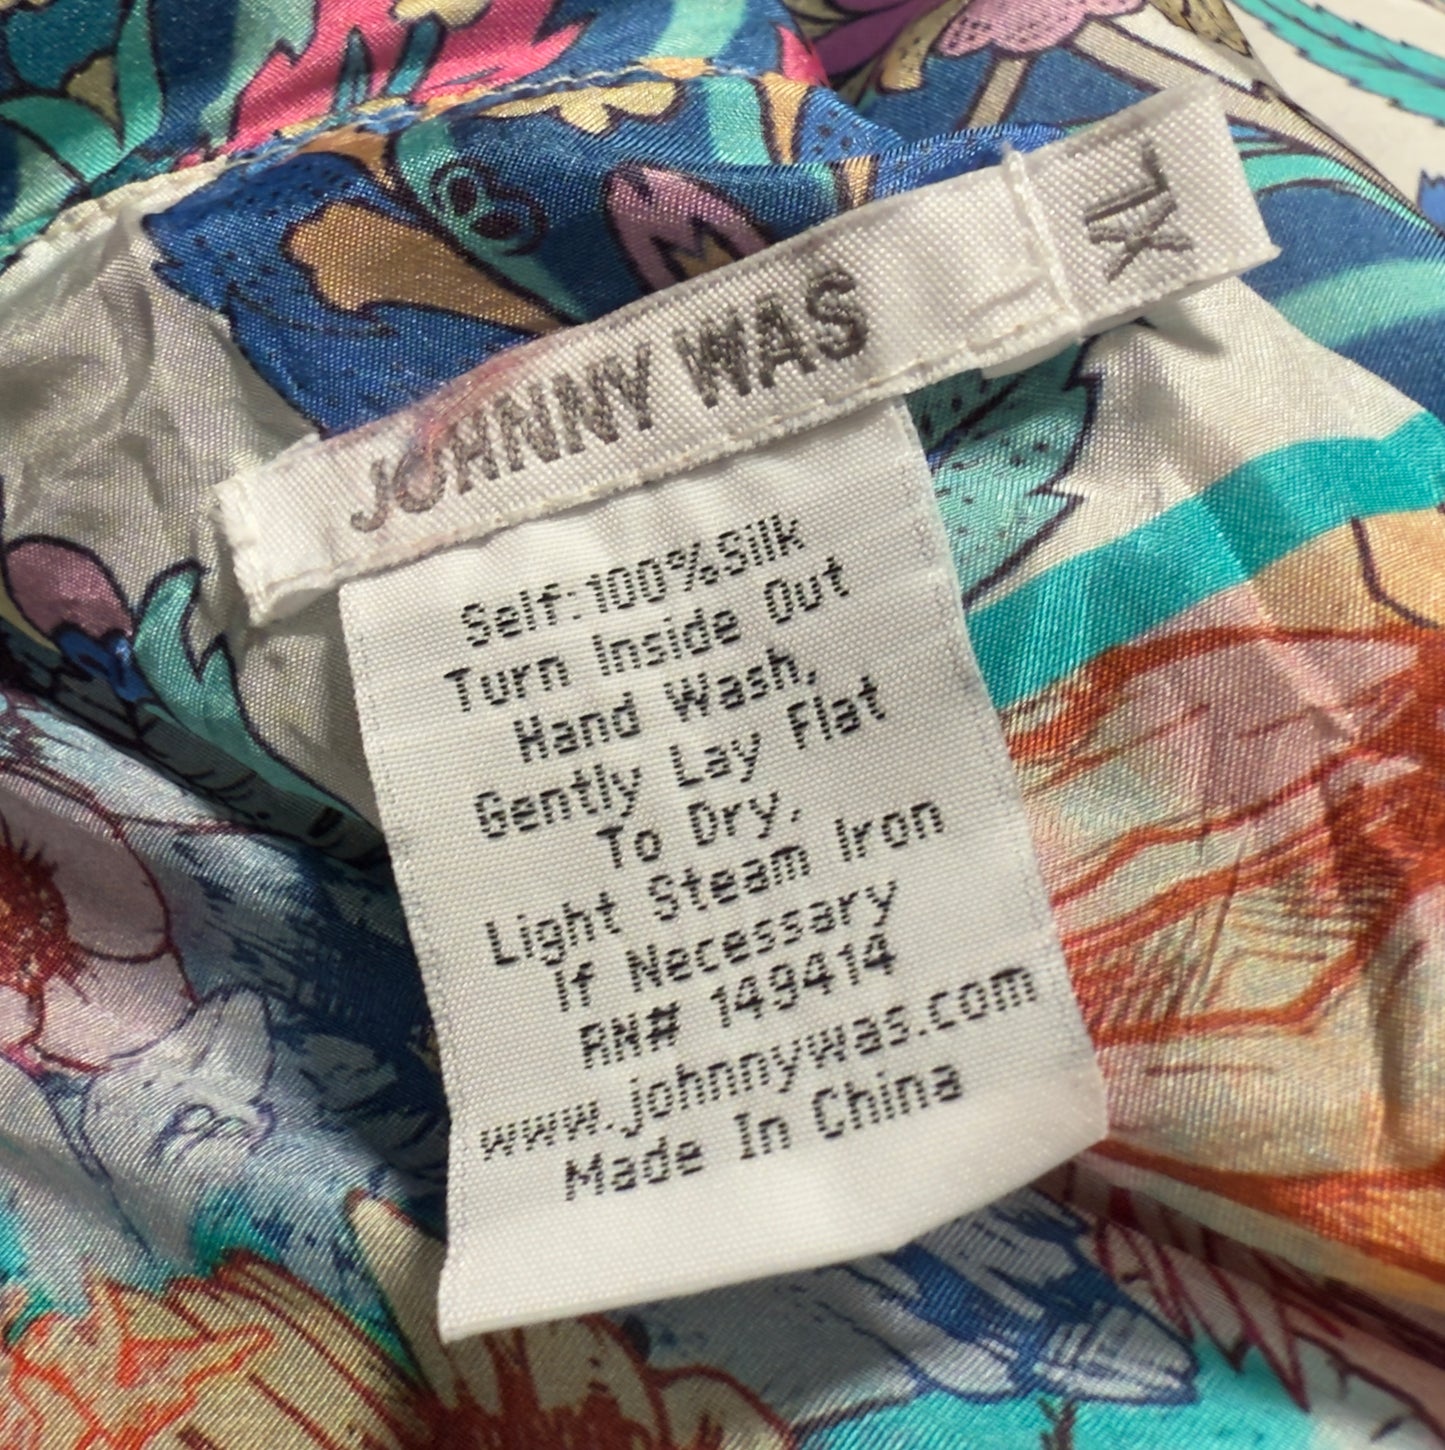 JOHNNY WAS
XL
Self:100%Silk
Turn Inside Out
Hand Wash,
Gently, Lay Flat
To Dry,
Light Steam Iron
If Necessary
RN# 149414
www.johnnywas.com
Made In China